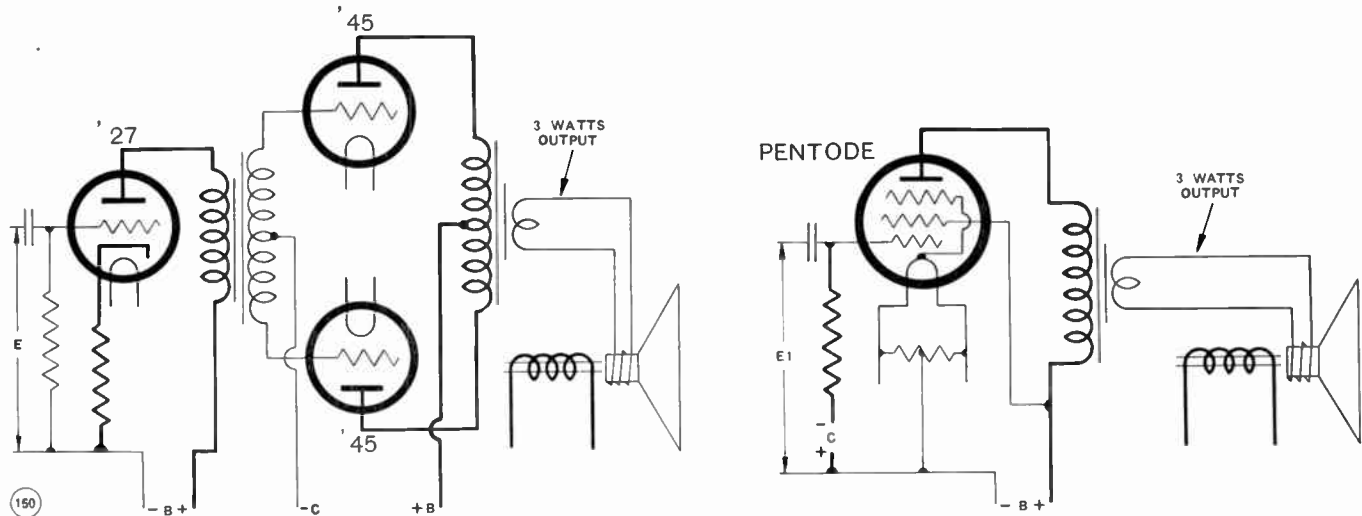 '45
'27
3 WATTS
OUTPUT
E
'45
150
- B +
- C
+ B
PENTODE
3 WATTS
OUTPUT
E1
-
C
+
- B +